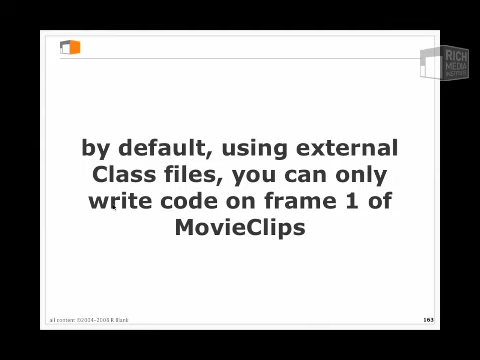 RICH
MEDIA
INSTITUTE
by default, using external
Class files, you can only
write code on frame 1 of
MovieClips
all content ©2004-2006 R Blank
163